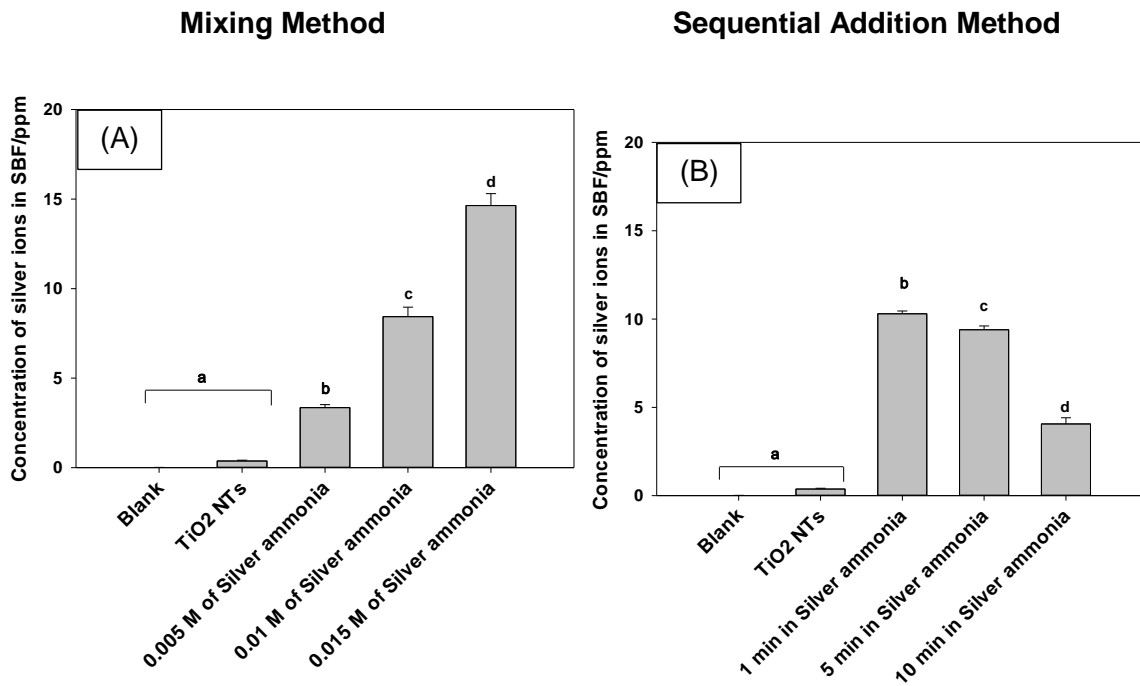 Mixing Method
Sequential Addition Method
Concentration of silver ions in SBF/ppm
20
15
10
5
0
(A)
a
b
c
d
Blank
TiO2 NTs
0.005 M of Silver ammonia
0.01 M of Silver ammonia
0.015 M of Silver ammonia
Concentration of silver ions in SBF/ppm
20
15
10
5
0
(B)
a
b
c
d
Blank
TiO2 NTs
1 min in Silver ammonia
5 min in Silver ammonia
10 min in Silver ammonia